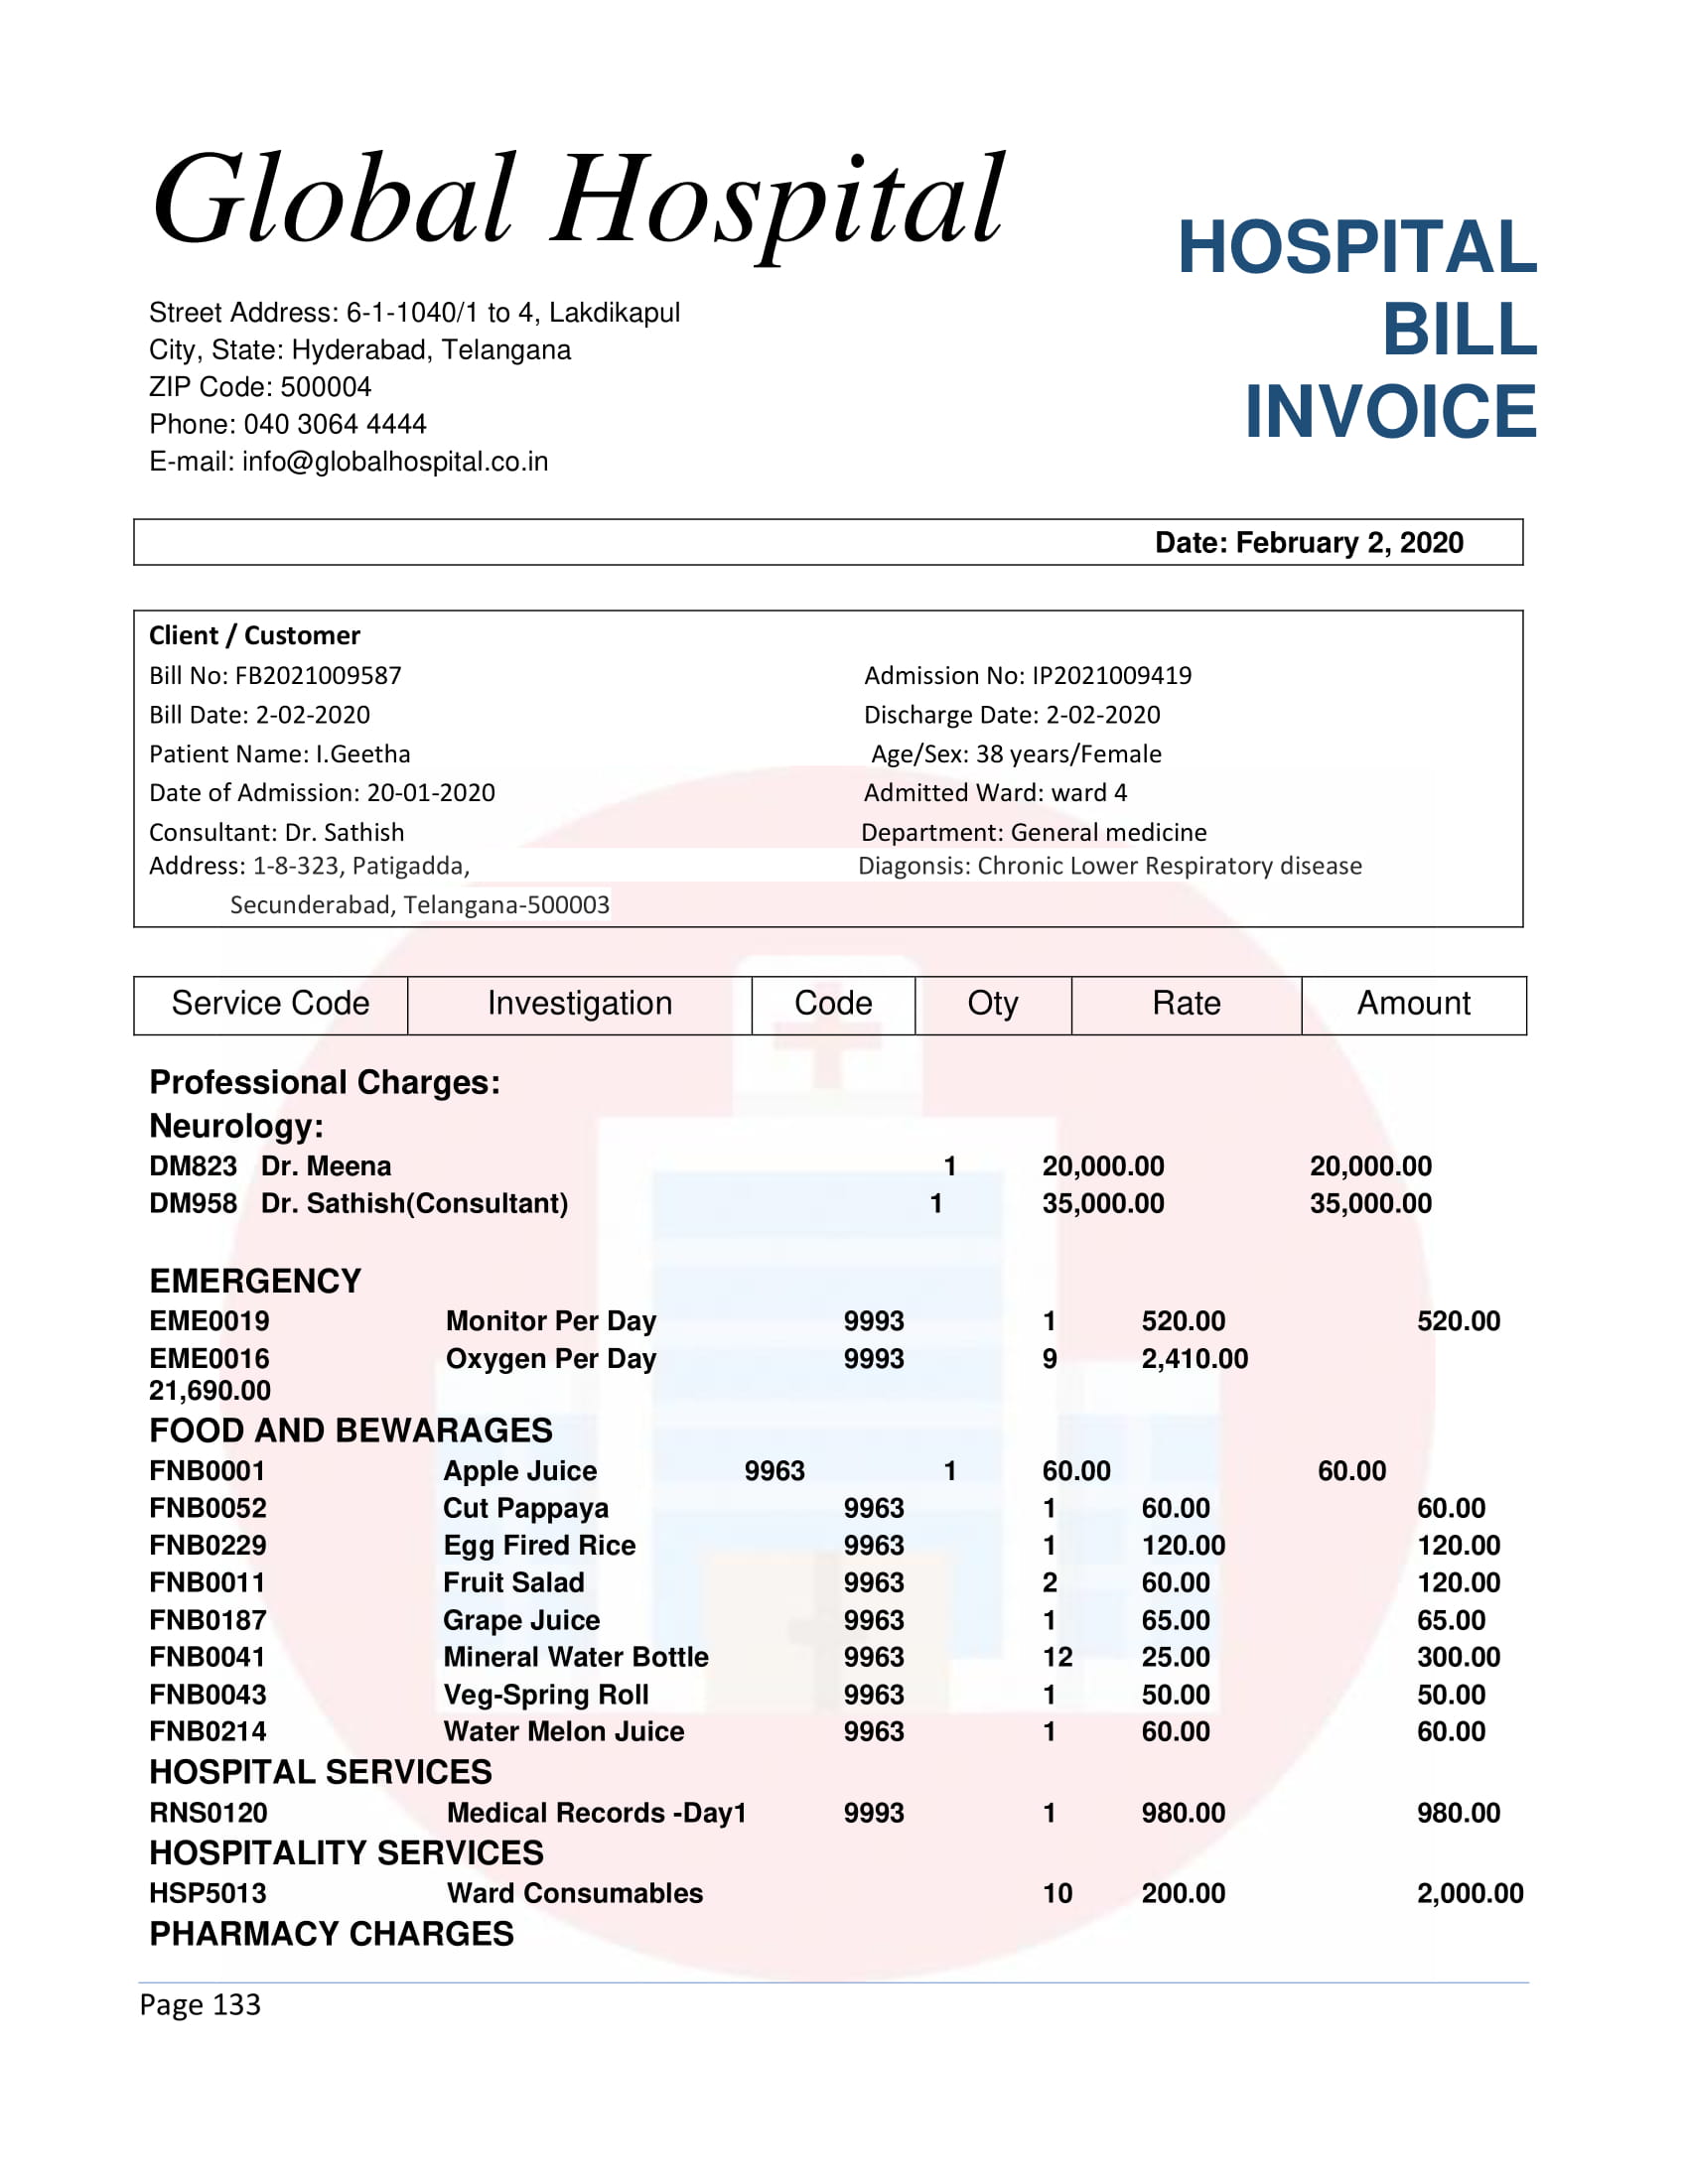 Global Hospital
HOSPITAL
BILL
INVOICE
Street Address: 6-1-1040/1 to 4, Lakdikapul
City, State: Hyderabad, Telangana
ZIP Code: 500004
Phone: 040 3064 4444
E-mail: info@globalhospital.co.in
Date: February 2, 2020
Client / Customer
Bill No: FB2021009587 Admission No: IP2021009419
Bill Date: 2-02-2020 Discharge Date: 2-02-2020
Patient Name: I.Geetha Age/Sex: 38 years/Female
Date of Admission: 20-01-2020 Admitted Ward: ward 4
Consultant: Dr. Sathish Department: General medicine
Address: 1-8-323, Patigadda, Diagonsis: Chronic Lower Respiratory disease
Secunderabad, Telangana-500003
Service Code Investigation Code Oty Rate Amount
Professional Charges:
Neurology:
DM823 Dr. Meena 1 20,000.00 20,000.00
DM958 Dr. Sathish(Consultant) 1 35,000.00 35,000.00
EMERGENCY
EME0019 Monitor Per Day 9993 1 520.00 520.00
EME0016 Oxygen Per Day 9993 9 2,410.00
21,690.00
FOOD AND BEWARAGES
FNB0001 Apple Juice 9963 1 60.00 60.00
FNB0052 Cut Pappaya 9963 1 60.00 60.00
FNB0229 Egg Fired Rice 9963 1 120.00 120.00
FNB0011 Fruit Salad 9963 2 60.00 120.00
FNB0187 Grape Juice 9963 1 65.00 65.00
FNB0041 Mineral Water Bottle 9963 12 25.00 300.00
FNB0043 Veg-Spring Roll 9963 1 50.00 50.00
FNB0214 Water Melon Juice 9963 1 60.00 60.00
HOSPITAL SERVICES
RNS0120 Medical Records -Day1 9993 1 980.00 980.00
HOSPITALITY SERVICES
HSP5013 Ward Consumables 10 200.00 2,000.00
PHARMACY CHARGES
Page 133